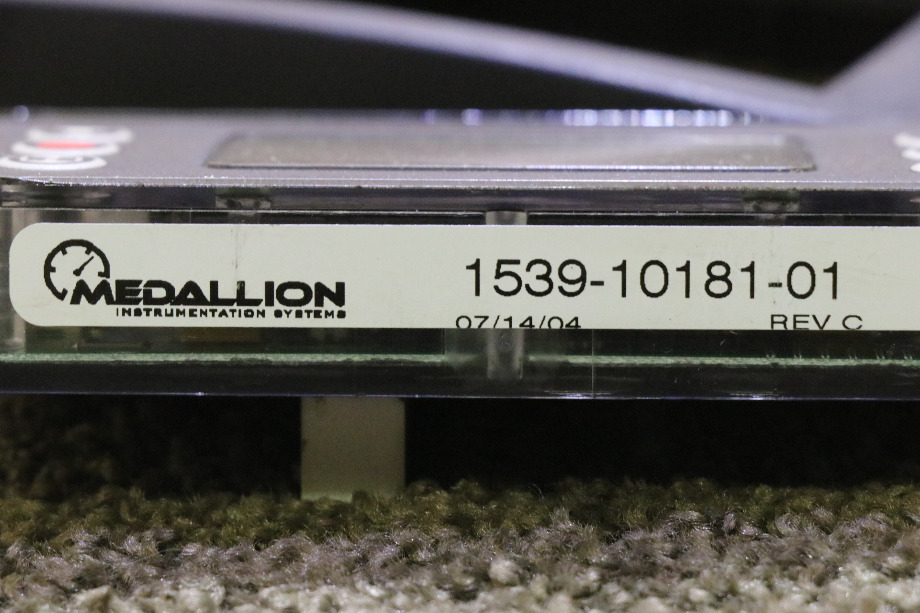 MEDALLION
INSTRUMENTATION SYSTEMS
1539-10181-01
07/14/04
REV C